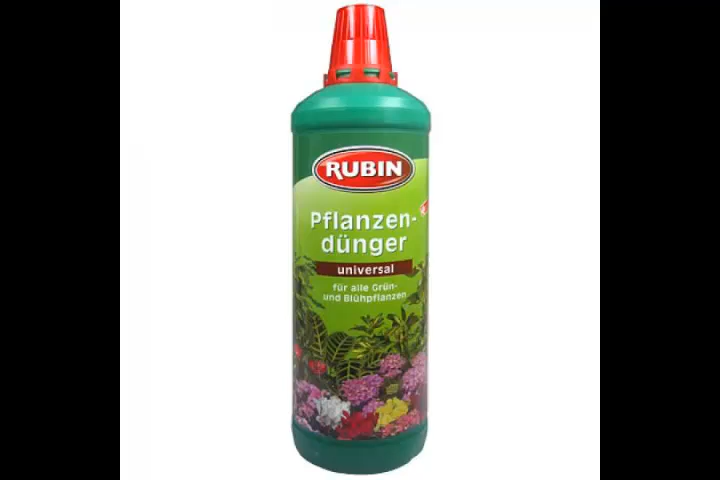 RUBIN
Pflanzen-
dünger
universal
für alle Grün-
und Blühpflanzen